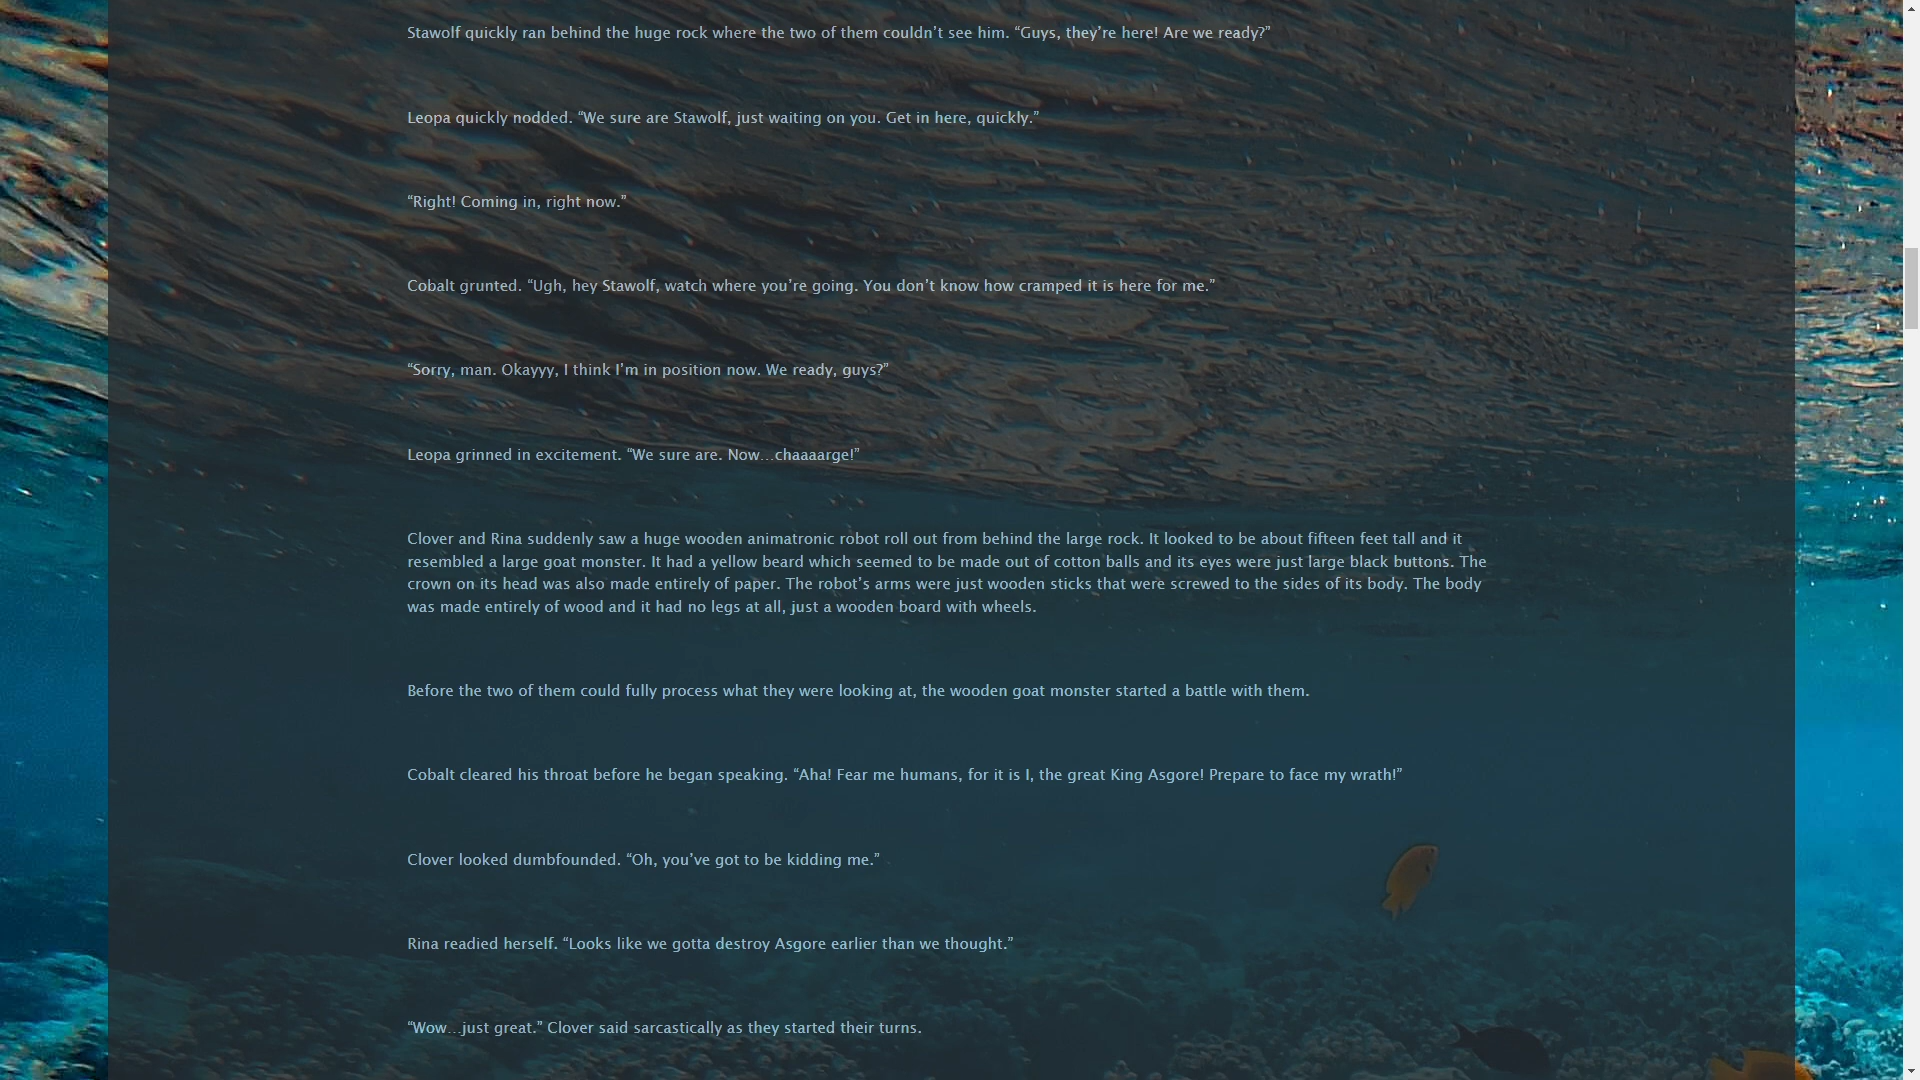 Stawolf quickly ran behind the huge rock where the two of them couldn’t see him. “Guys, they’re here! Are we ready?”
Leopa quickly nodded. “We sure are Stawolf, just waiting on you. Get in here, quickly.”
“Right! Coming in, right now.”
Cobalt grunted. “Ugh, hey Stawolf, watch where you’re going. You don’t know how cramped it is here for me.”
“Sorry, man. Okayyy, I think I’m in position now. We ready, guys?”
Leopa grinned in excitement. “We sure are. Now…chaaaarge!”
Clover and Rina suddenly saw a huge wooden animatronic robot roll out from behind the large rock. It looked to be about fifteen feet tall and it
resembled a large goat monster. It had a yellow beard which seemed to be made out of cotton balls and its eyes were just large black buttons. The
crown on its head was also made entirely of paper. The robot’s arms were just wooden sticks that were screwed to the sides of its body. The body
was made entirely of wood and it had no legs at all, just a wooden board with wheels.
Before the two of them could fully process what they were looking at, the wooden goat monster started a battle with them.
Cobalt cleared his throat before he began speaking. “Aha! Fear me humans, for it is I, the great King Asgore! Prepare to face my wrath!”
Clover looked dumbfounded. “Oh, you’ve got to be kidding me.”
Rina readied herself. “Looks like we gotta destroy Asgore earlier than we thought.”
“Wow…just great.” Clover said sarcastically as they started their turns.